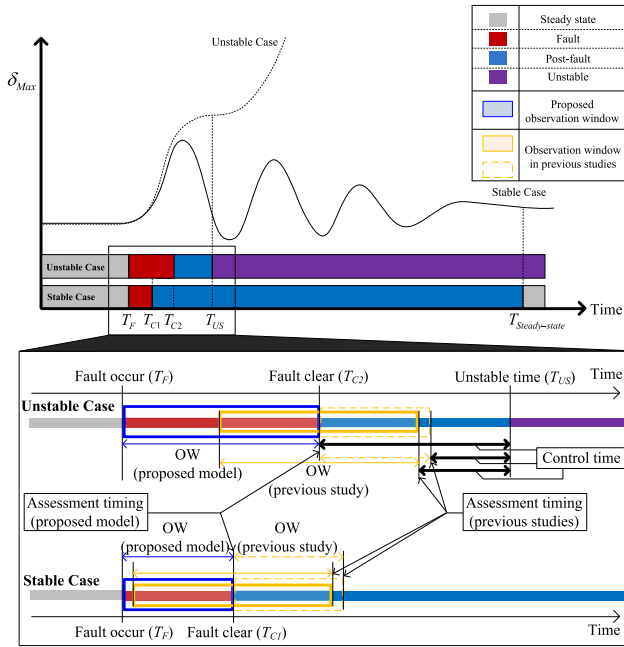 Steady state
Fault
Post-fault
Unstable
Proposed
observation window
Observation window
in previous studies
δMax
Unstable Case
Stable Case
Unstable Case
Stable Case
Time
TF
TC1
TC2
TUS
TSteady-state
Fault occur (TF)
Fault clear (TC2)
Unstable time (TUS)
Time
Unstable Case
OW
(proposed model)
OW
(previous study)
Control time
Assessment timing
(proposed model)
Assessment timing
(previous studies)
OW
(proposed model)
OW
(previous study)
Stable Case
Fault occur (TF)
Fault clear (TC1)
Time